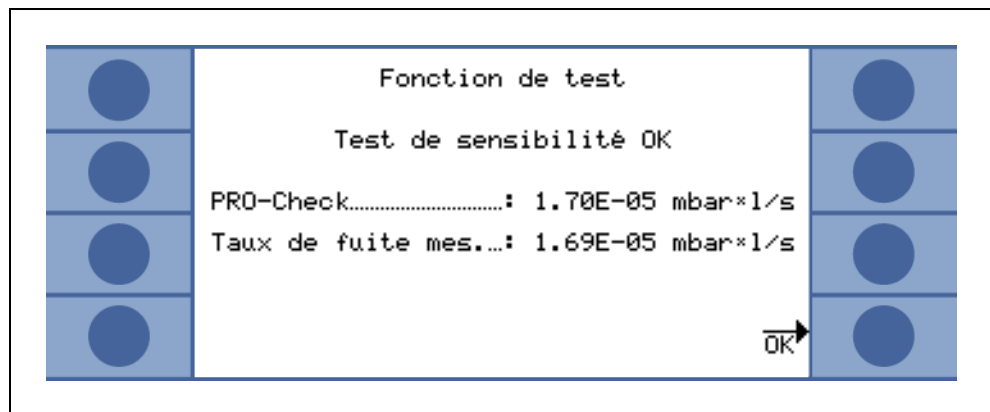 Fonction de test
Test de sensibilité OK
PRO-Check…………………………: 1.70E-05 mbar×l/s
Taux de fuite mes.…: 1.69E-05 mbar×l/s
OK